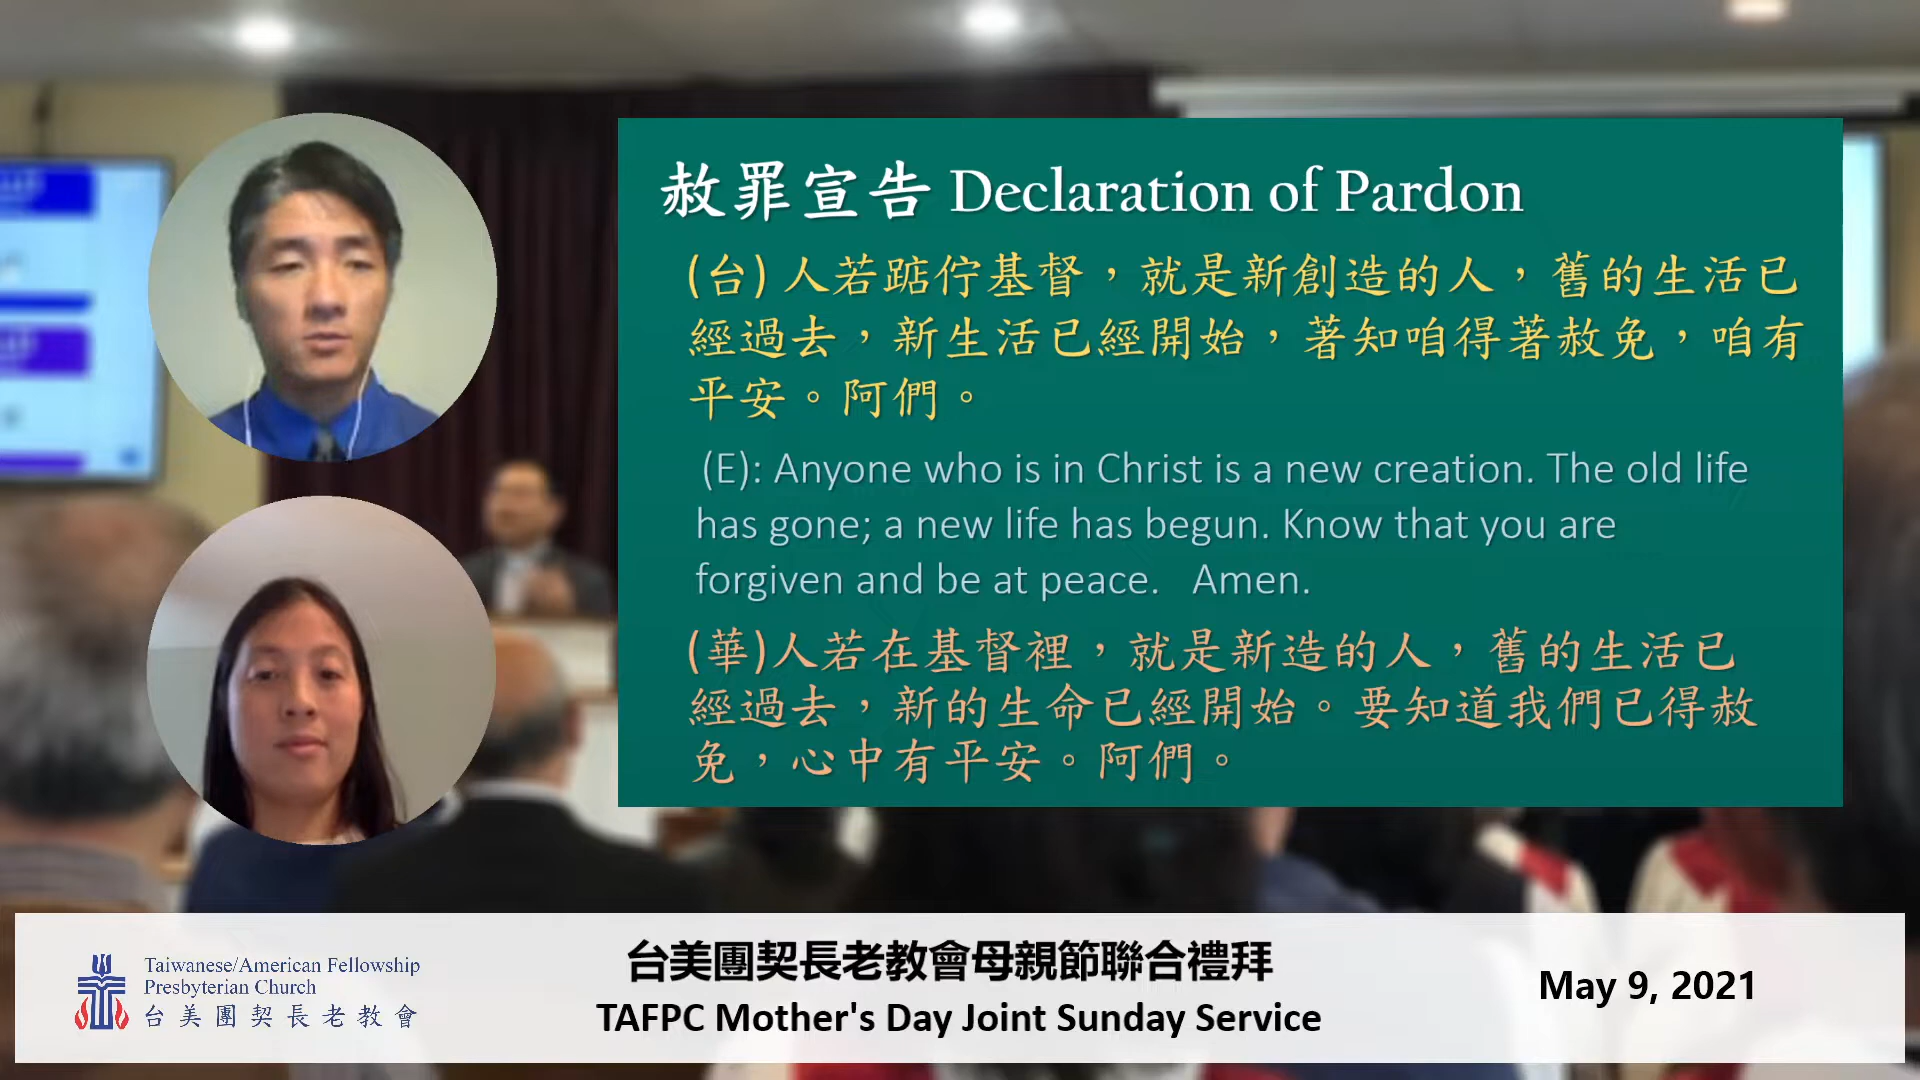 赦罪宣告 Declaration of Pardon
(台) 人若踮佇基督，就是新創造的人，舊的生活已
經過去，新生活已經開始，著知咱得著赦免，咱有
平安。阿們。
(E): Anyone who is in Christ is a new creation. The old life
has gone; a new life has begun. Know that you are
forgiven and be at peace.   Amen.
(華)人若在基督裡，就是新造的人，舊的生活已
經過去，新的生命已經開始。要知道我們已得赦
免，心中有平安。阿們。
Taiwanese/American Fellowship
Presbyterian Church
台美團契長老教會
台美團契長老教會母親節聯合禮拜
TAFPC Mother's Day Joint Sunday Service
May 9, 2021